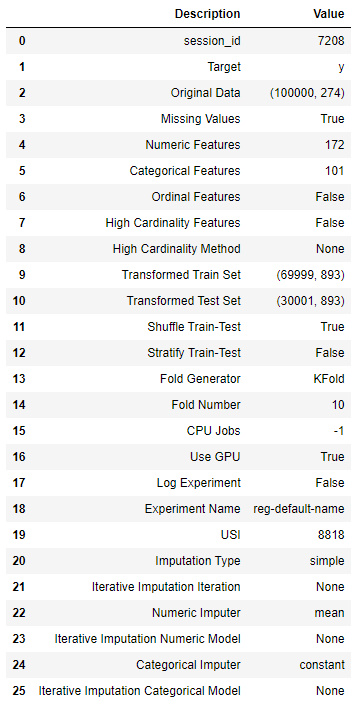 Description Value
0 session_id 7208
1 Target y
2 Original Data (100000, 274)
3 Missing Values True
4 Numeric Features 172
5 Categorical Features 101
6 Ordinal Features False
7 High Cardinality Features False
8 High Cardinality Method None
9 Transformed Train Set (69999, 893)
10 Transformed Test Set (30001, 893)
11 Shuffle Train-Test True
12 Stratify Train-Test False
13 Fold Generator KFold
14 Fold Number 10
15 CPU Jobs -1
16 Use GPU True
17 Log Experiment False
18 Experiment Name reg-default-name
19 USI 8818
20 Imputation Type simple
21 Iterative Imputation Iteration None
22 Numeric Imputer mean
23 Iterative Imputation Numeric Model None
24 Categorical Imputer constant
25 Iterative Imputation Categorical Model None